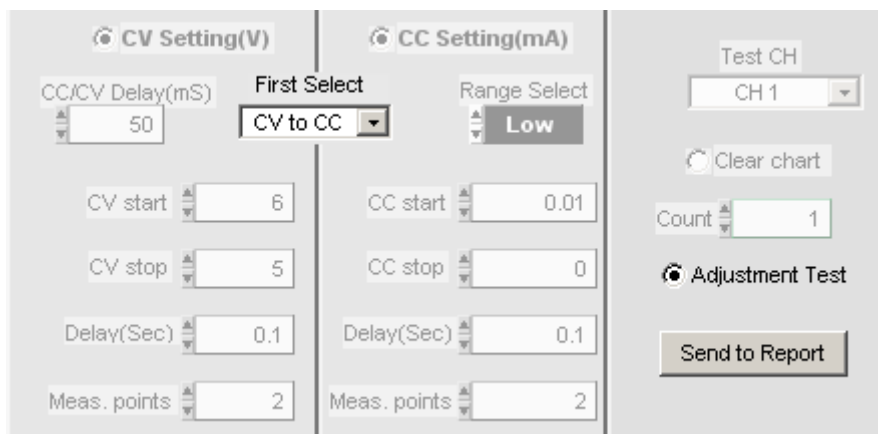 CV Setting(V)
CC/CV Delay(mS)
50
First Select
CV to CC
CV start 6
CV stop 5
Delay(Sec) 0.1
Meas. points 2
CC Setting(mA)
Range Select
Low
CC start 0.01
CC stop 0
Delay(Sec) 0.1
Meas. points 2
Test CH
CH 1
Clear chart
Count 1
Adjustment Test
Send to Report